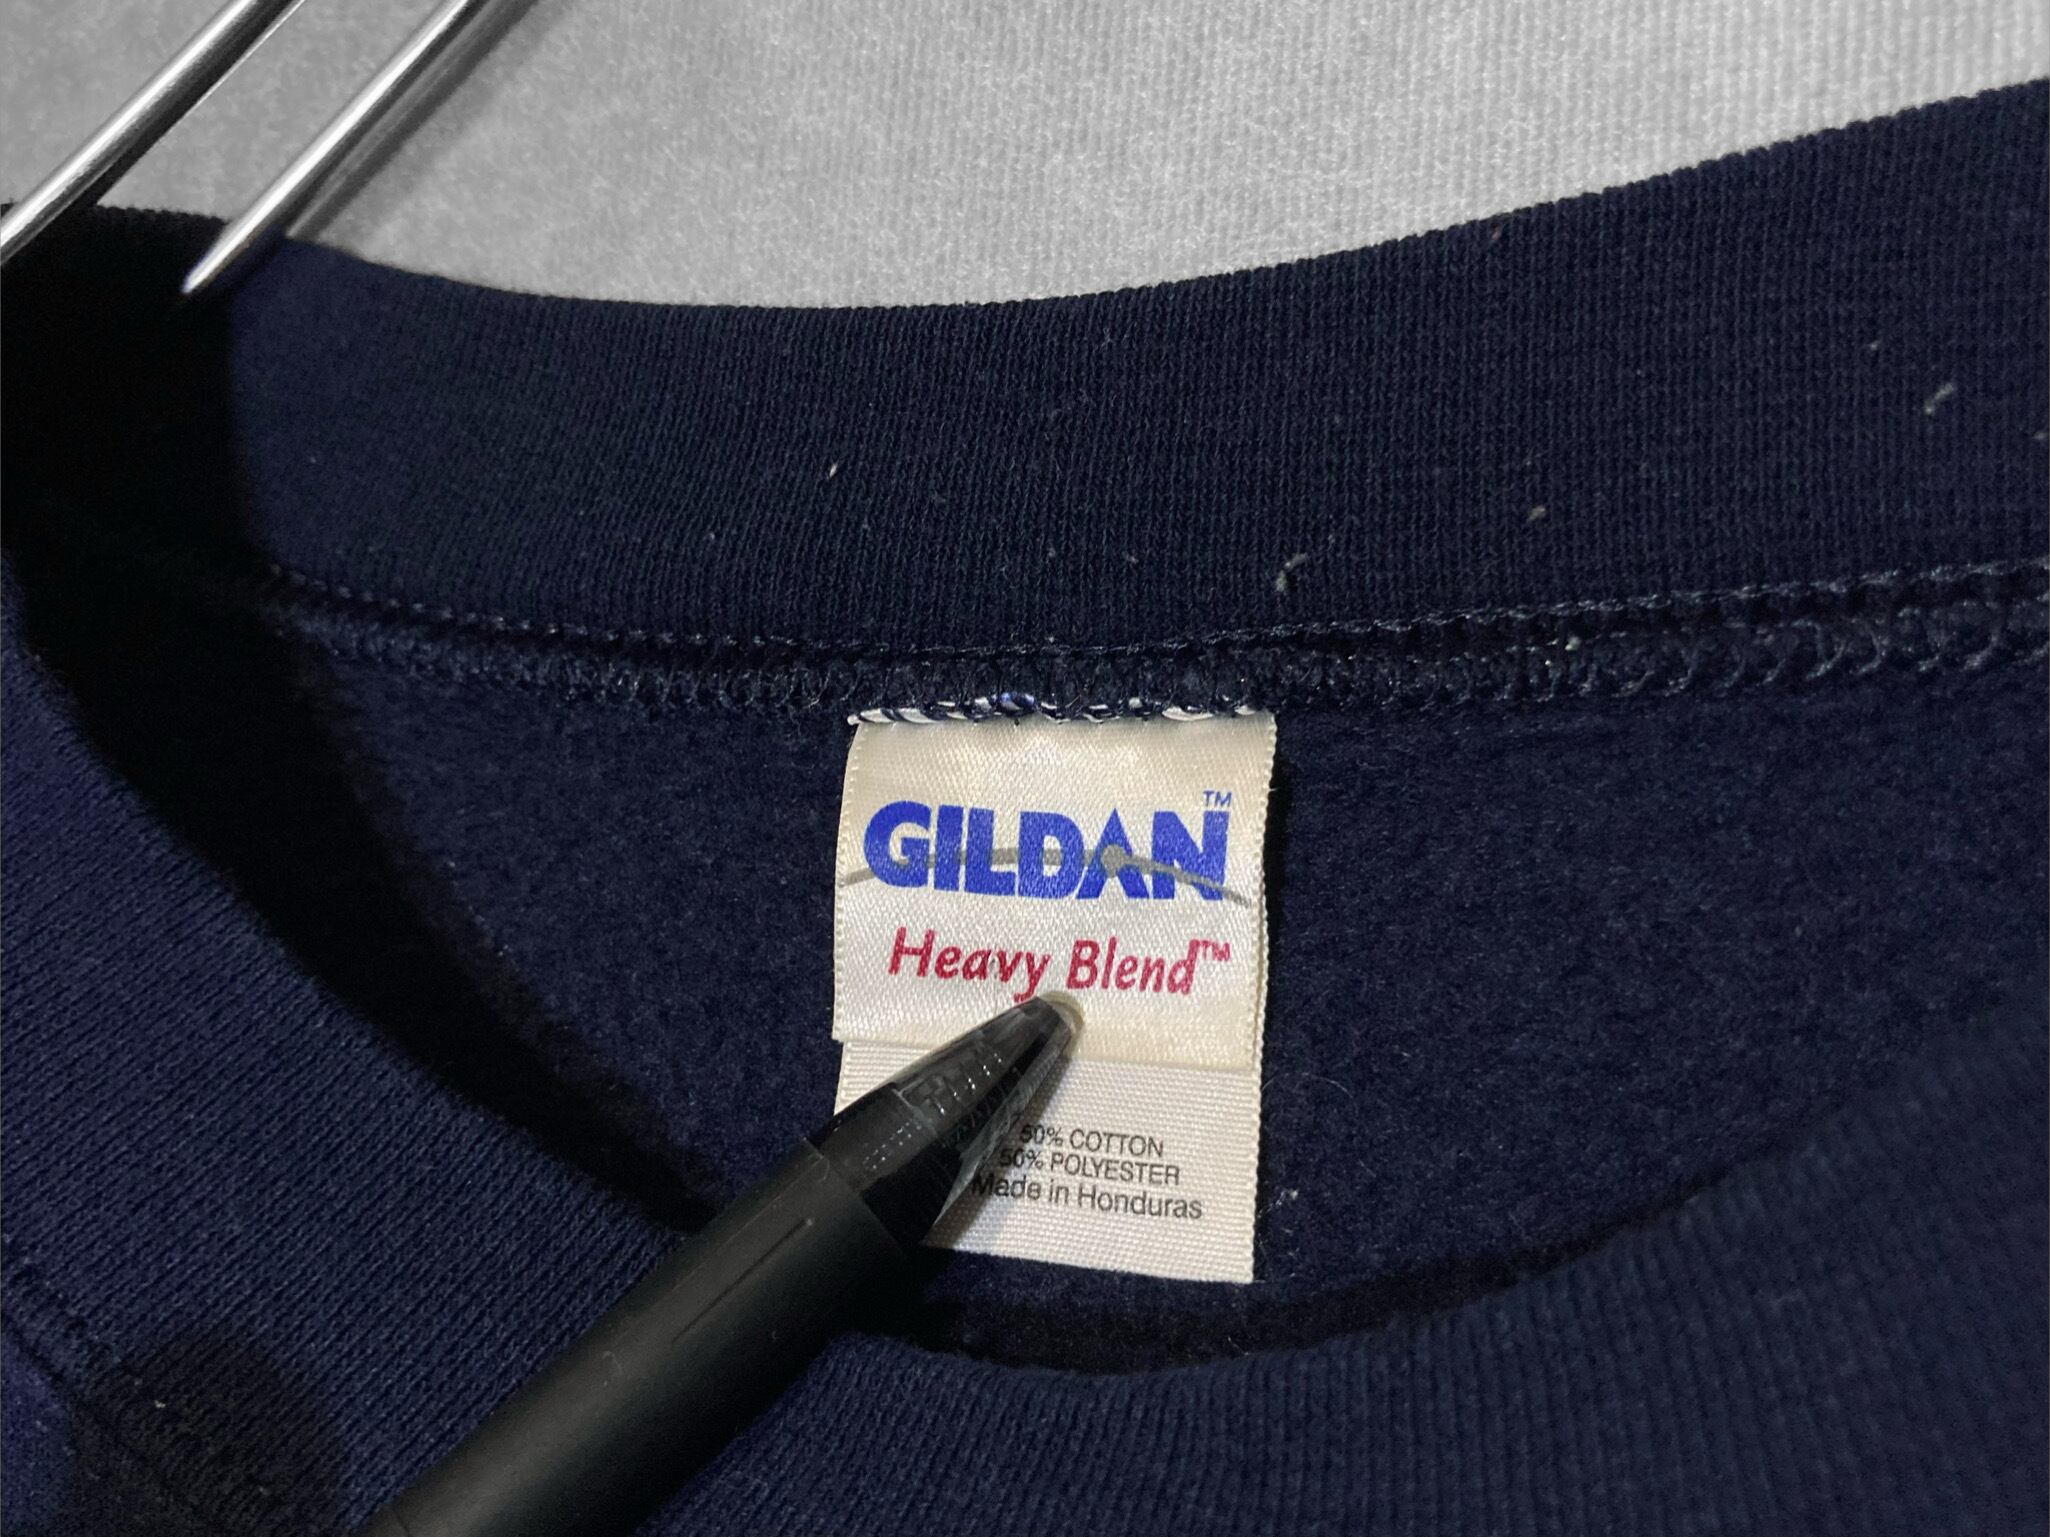 GILDAN™
Heavy Blend™
50% COTTON
50% POLYESTER
Made in Honduras